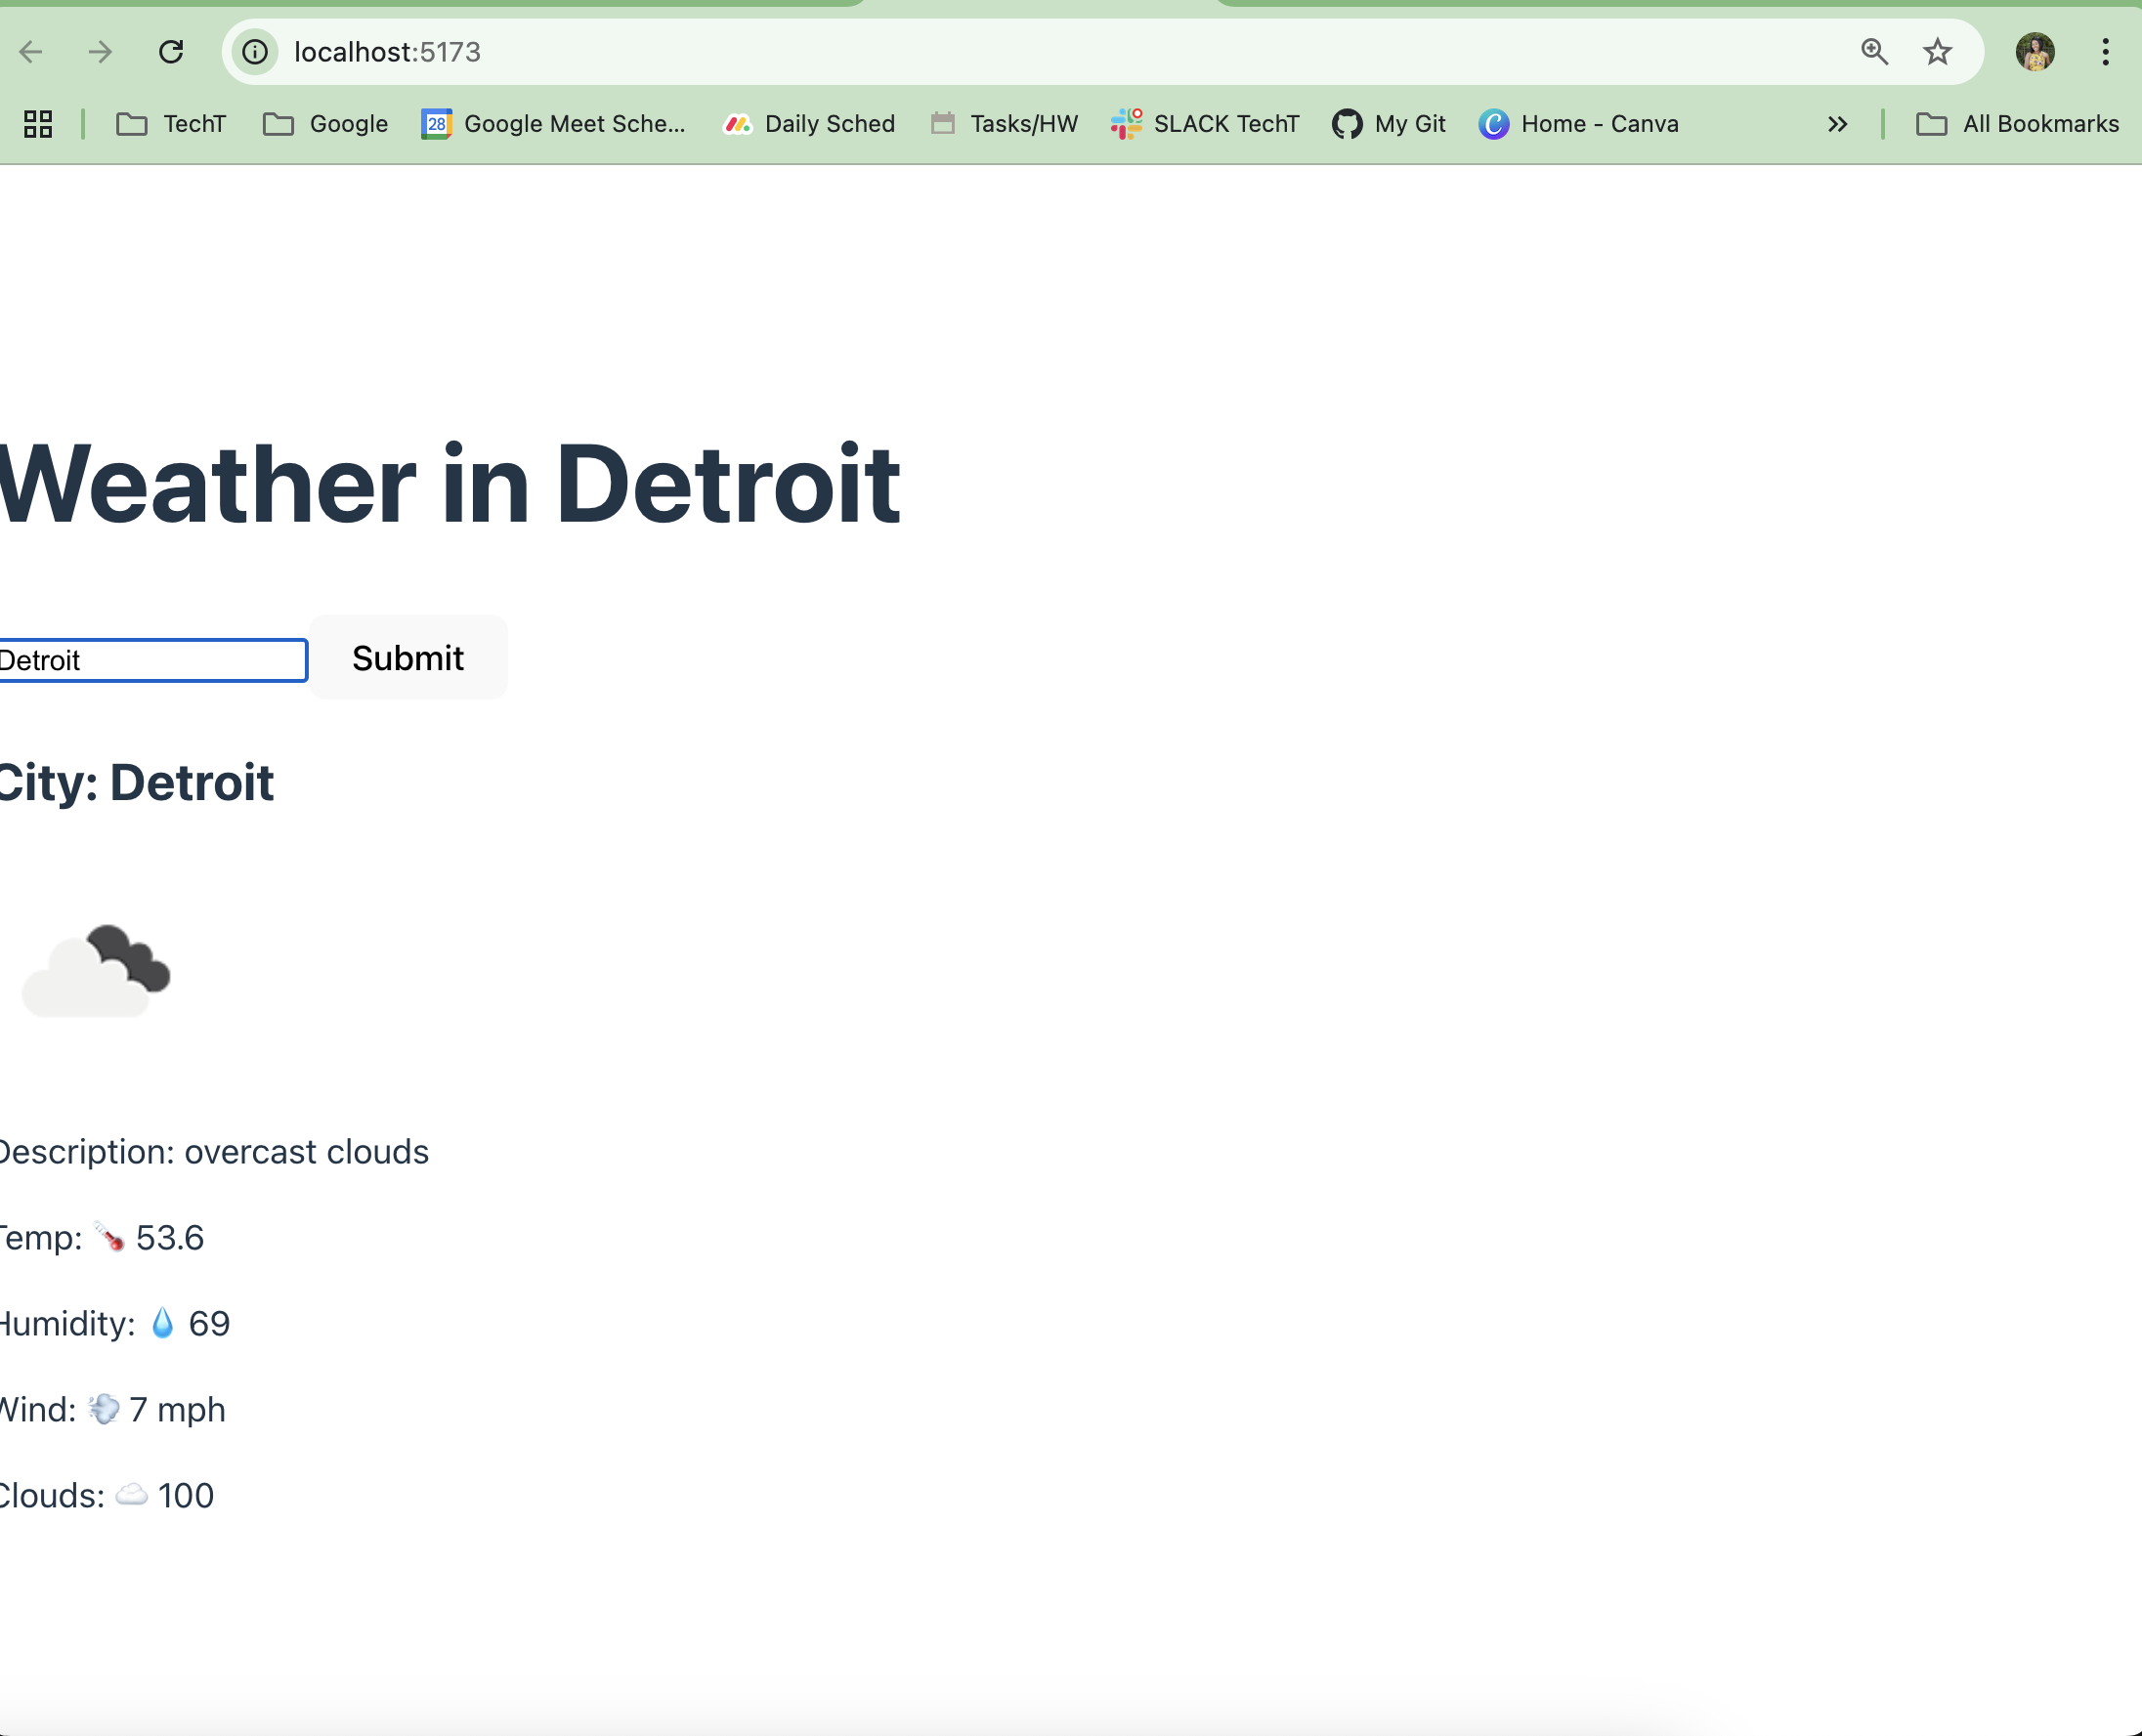 localhost:5173
TechT Google 28 Google Meet Sche... Daily Sched Tasks/HW SLACK TechT My Git Home - Canva All Bookmarks
Weather in Detroit
Detroit Submit
City: Detroit
Description: overcast clouds
Temp: 🌡️ 53.6
Humidity: 💧 69
Wind: 💨 7 mph
Clouds: ☁️ 100